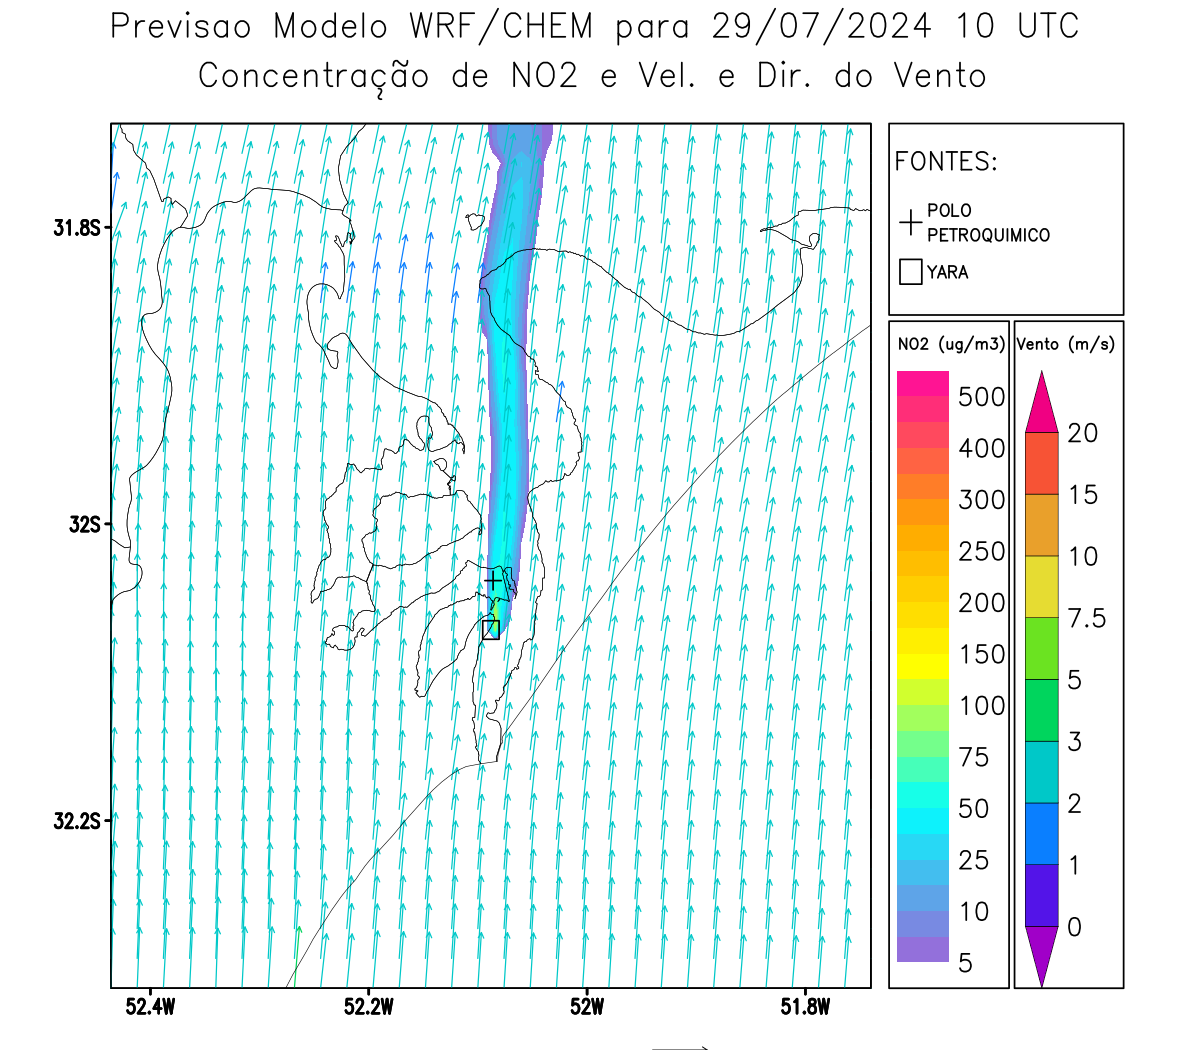 Previsao Modelo WRF/CHEM para 29/07/2024 10 UTC
Concentração de NO2 e Vel. e Dir. do Vento
FONTES:
POLO
PETROQUIMICO
YARA
NO2 (ug/m3)
500
400
300
250
200
150
100
75
50
25
10
5
Vento (m/s)
20
15
10
7.5
5
3
2
1
0
31.8S
32S
32.2S
52.4W
52.2W
52W
51.8W